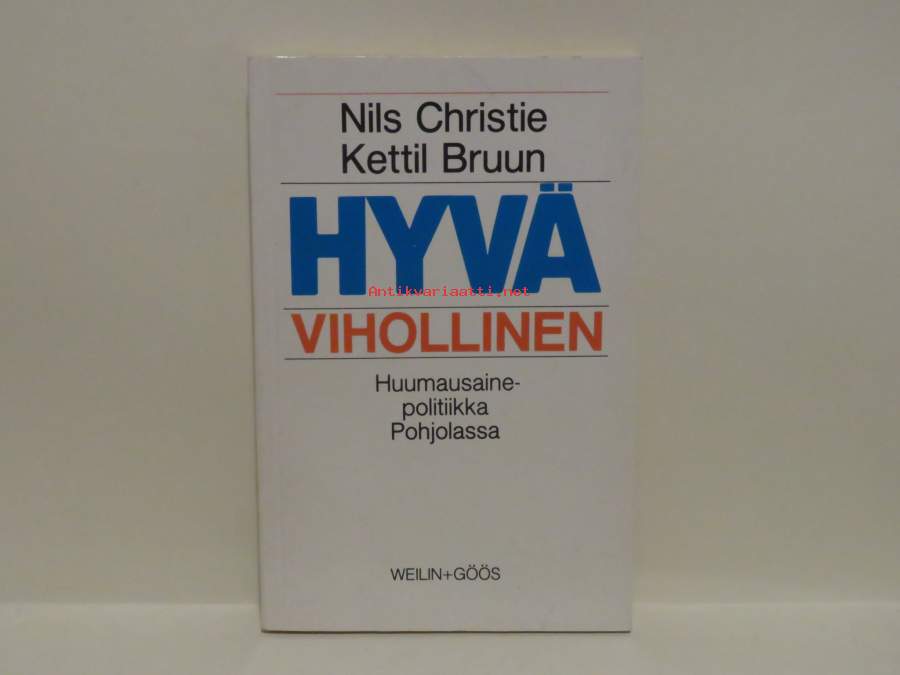 Nils Christie
Kettil Bruun
HYVÄ
Antikvariaatti.net
VIHOLLINEN
Huumausaine-
politiikka
Pohjolassa
WEILIN+GÖÖS